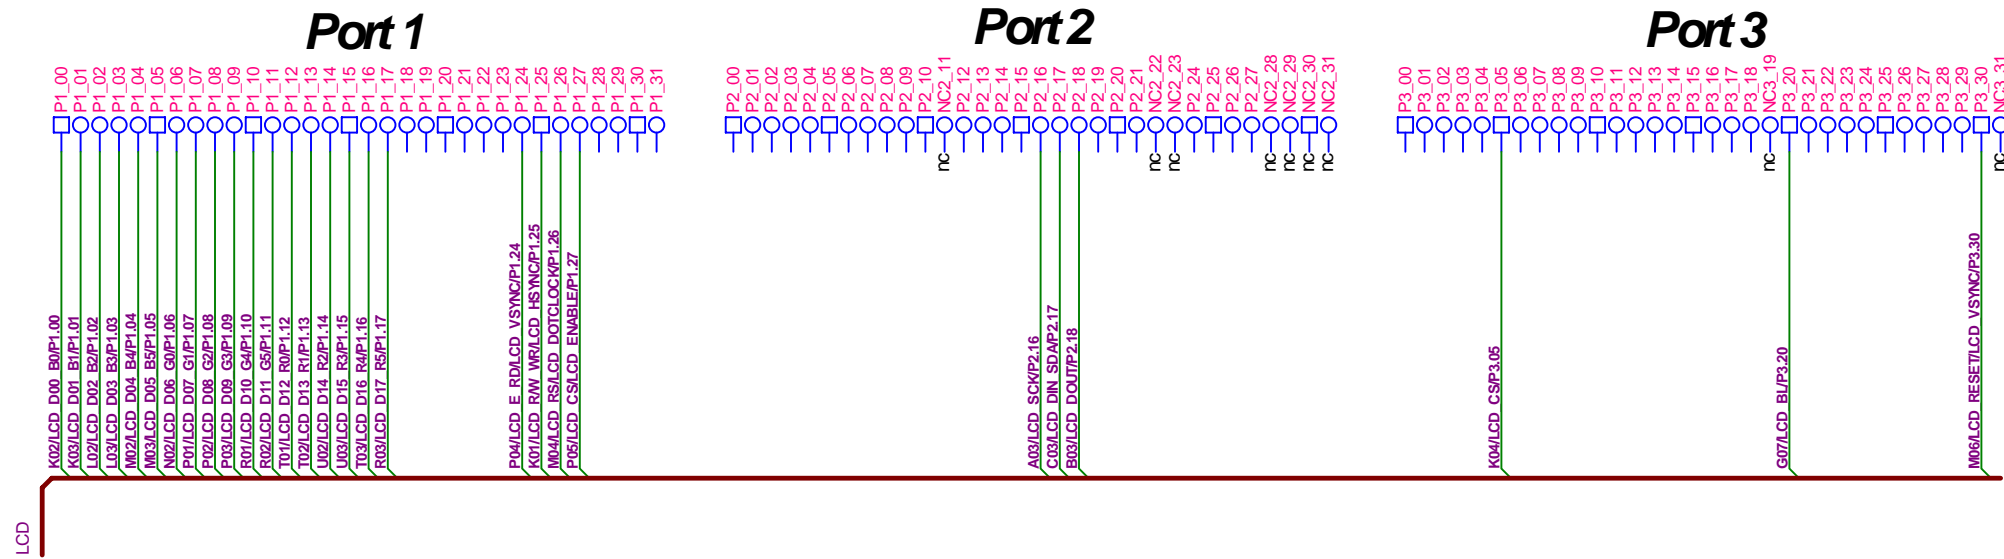 Port 1
Port 2
Port 3
P1_00
P1_01
P1_02
P1_03
P1_04
P1_05
P1_06
P1_07
P1_08
P1_09
P1_10
P1_11
P1_12
P1_13
P1_14
P1_15
P1_16
P1_17
P1_18
P1_19
P1_20
P1_21
P1_22
P1_23
P1_24
P1_25
P1_26
P1_27
P1_28
P1_29
P1_30
P1_31
P2_00
P2_01
P2_02
P2_03
P2_04
P2_05
P2_06
P2_07
P2_08
P2_09
P2_10
NC2_11
P2_12
P2_13
P2_14
P2_15
P2_16
P2_17
P2_18
P2_19
P2_20
P2_21
NC2_22
NC2_23
P2_24
P2_25
P2_26
P2_27
NC2_28
NC2_29
NC2_30
NC2_31
P3_00
P3_01
P3_02
P3_03
P3_04
P3_05
P3_06
P3_07
P3_08
P3_09
P3_10
P3_11
P3_12
P3_13
P3_14
P3_15
P3_16
P3_17
P3_18
NC3_19
P3_20
P3_21
P3_22
P3_23
P3_24
P3_25
P3_26
P3_27
P3_28
P3_29
P3_30
NC3_31
nc
nc
nc
nc
nc
nc
nc
nc
nc
K02/LCD_D00_B0/P1.00
K03/LCD_D01_B1/P1.01
L02/LCD_D02_B2/P1.02
L03/LCD_D03_B3/P1.03
M02/LCD_D04_B4/P1.04
M03/LCD_D05_B5/P1.05
N02/LCD_D06_G0/P1.06
P01/LCD_D07_G1/P1.07
P02/LCD_D08_G2/P1.08
P03/LCD_D09_G3/P1.09
R01/LCD_D10_G4/P1.10
R02/LCD_D11_G5/P1.11
T01/LCD_D12_R0/P1.12
T02/LCD_D13_R1/P1.13
U02/LCD_D14_R2/P1.14
U03/LCD_D15_R3/P1.15
T03/LCD_D16_R4/P1.16
R03/LCD_D17_R5/P1.17
P04/LCD_E_RD/LCD_VSYNC/P1.24
K01/LCD_R/W_WR/LCD_HSYNC/P1.25
M04/LCD_RS/LCD_DOTCLOCK/P1.26
P05/LCD_CS/LCD_ENABLE/P1.27
A03/LCD_SCK/P2.16
C03/LCD_DIN_SDA/P2.17
B03/LCD_DOUT/P2.18
K04/LCD_CS/P3.05
G07/LCD_BL/P3.20
M06/LCD_RESET/LCD_VSYNC/P3.30
LCD